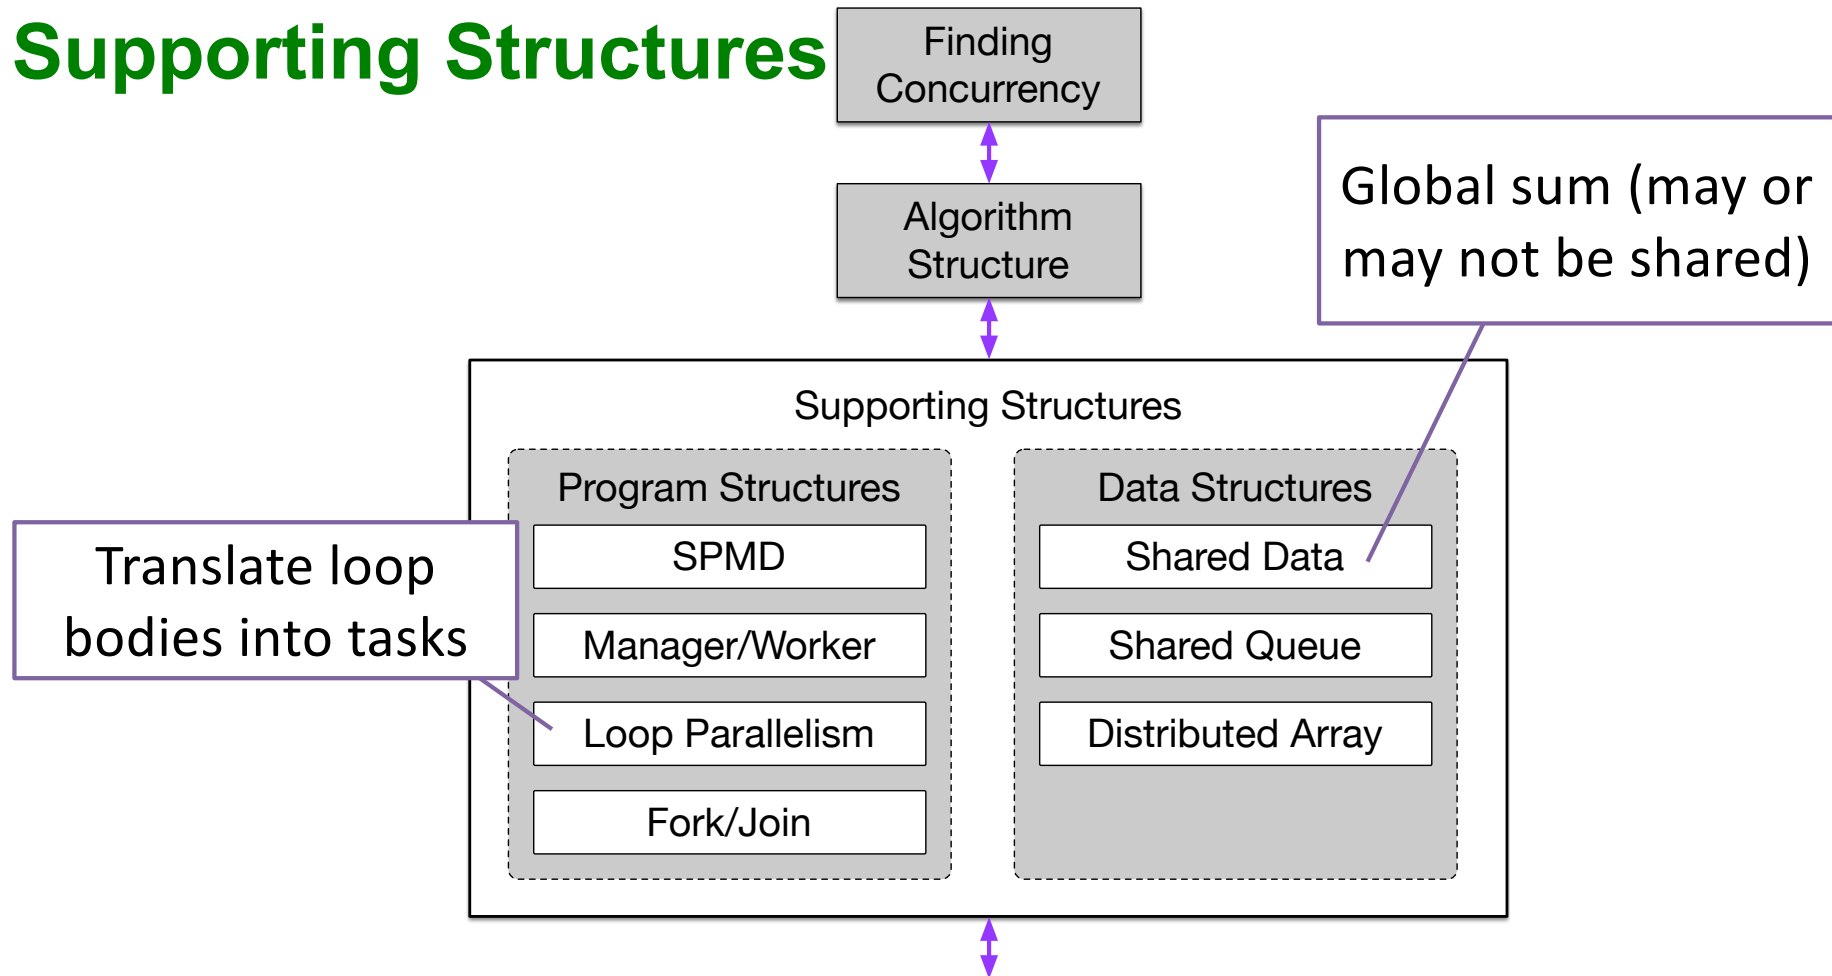 Supporting Structures
Finding
Concurrency
Algorithm
Structure
Global sum (may or
may not be shared)
Supporting Structures
Program Structures
SPMD
Manager/Worker
Loop Parallelism
Fork/Join
Data Structures
Shared Data
Shared Queue
Distributed Array
Translate loop
bodies into tasks